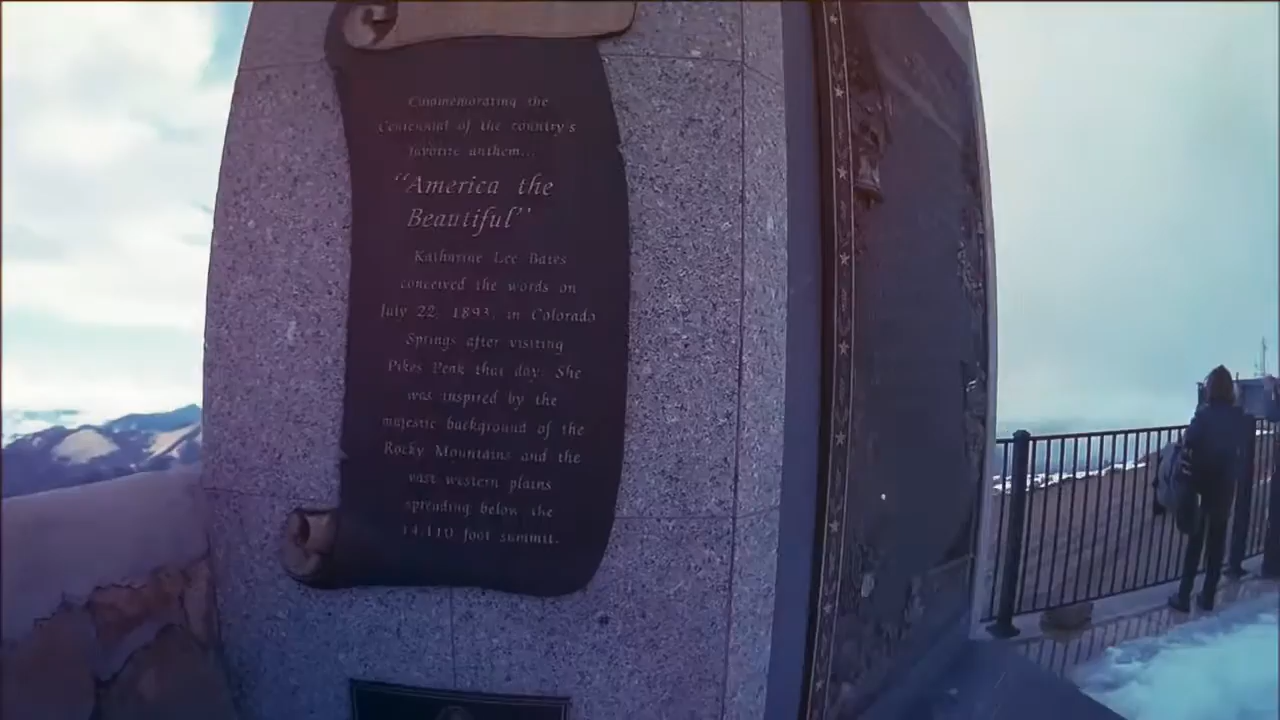 Commemorating the
Centennial of the country's
favorite anthem...
"America the
Beautiful"
Katharine Lee Bates
conceived the words on
July 22, 1893, in Colorado
Springs after visiting
Pikes Peak that day. She
was inspired by the
majestic background of the
Rocky Mountains and the
vast western plains
spreading below the
14,110 foot summit.